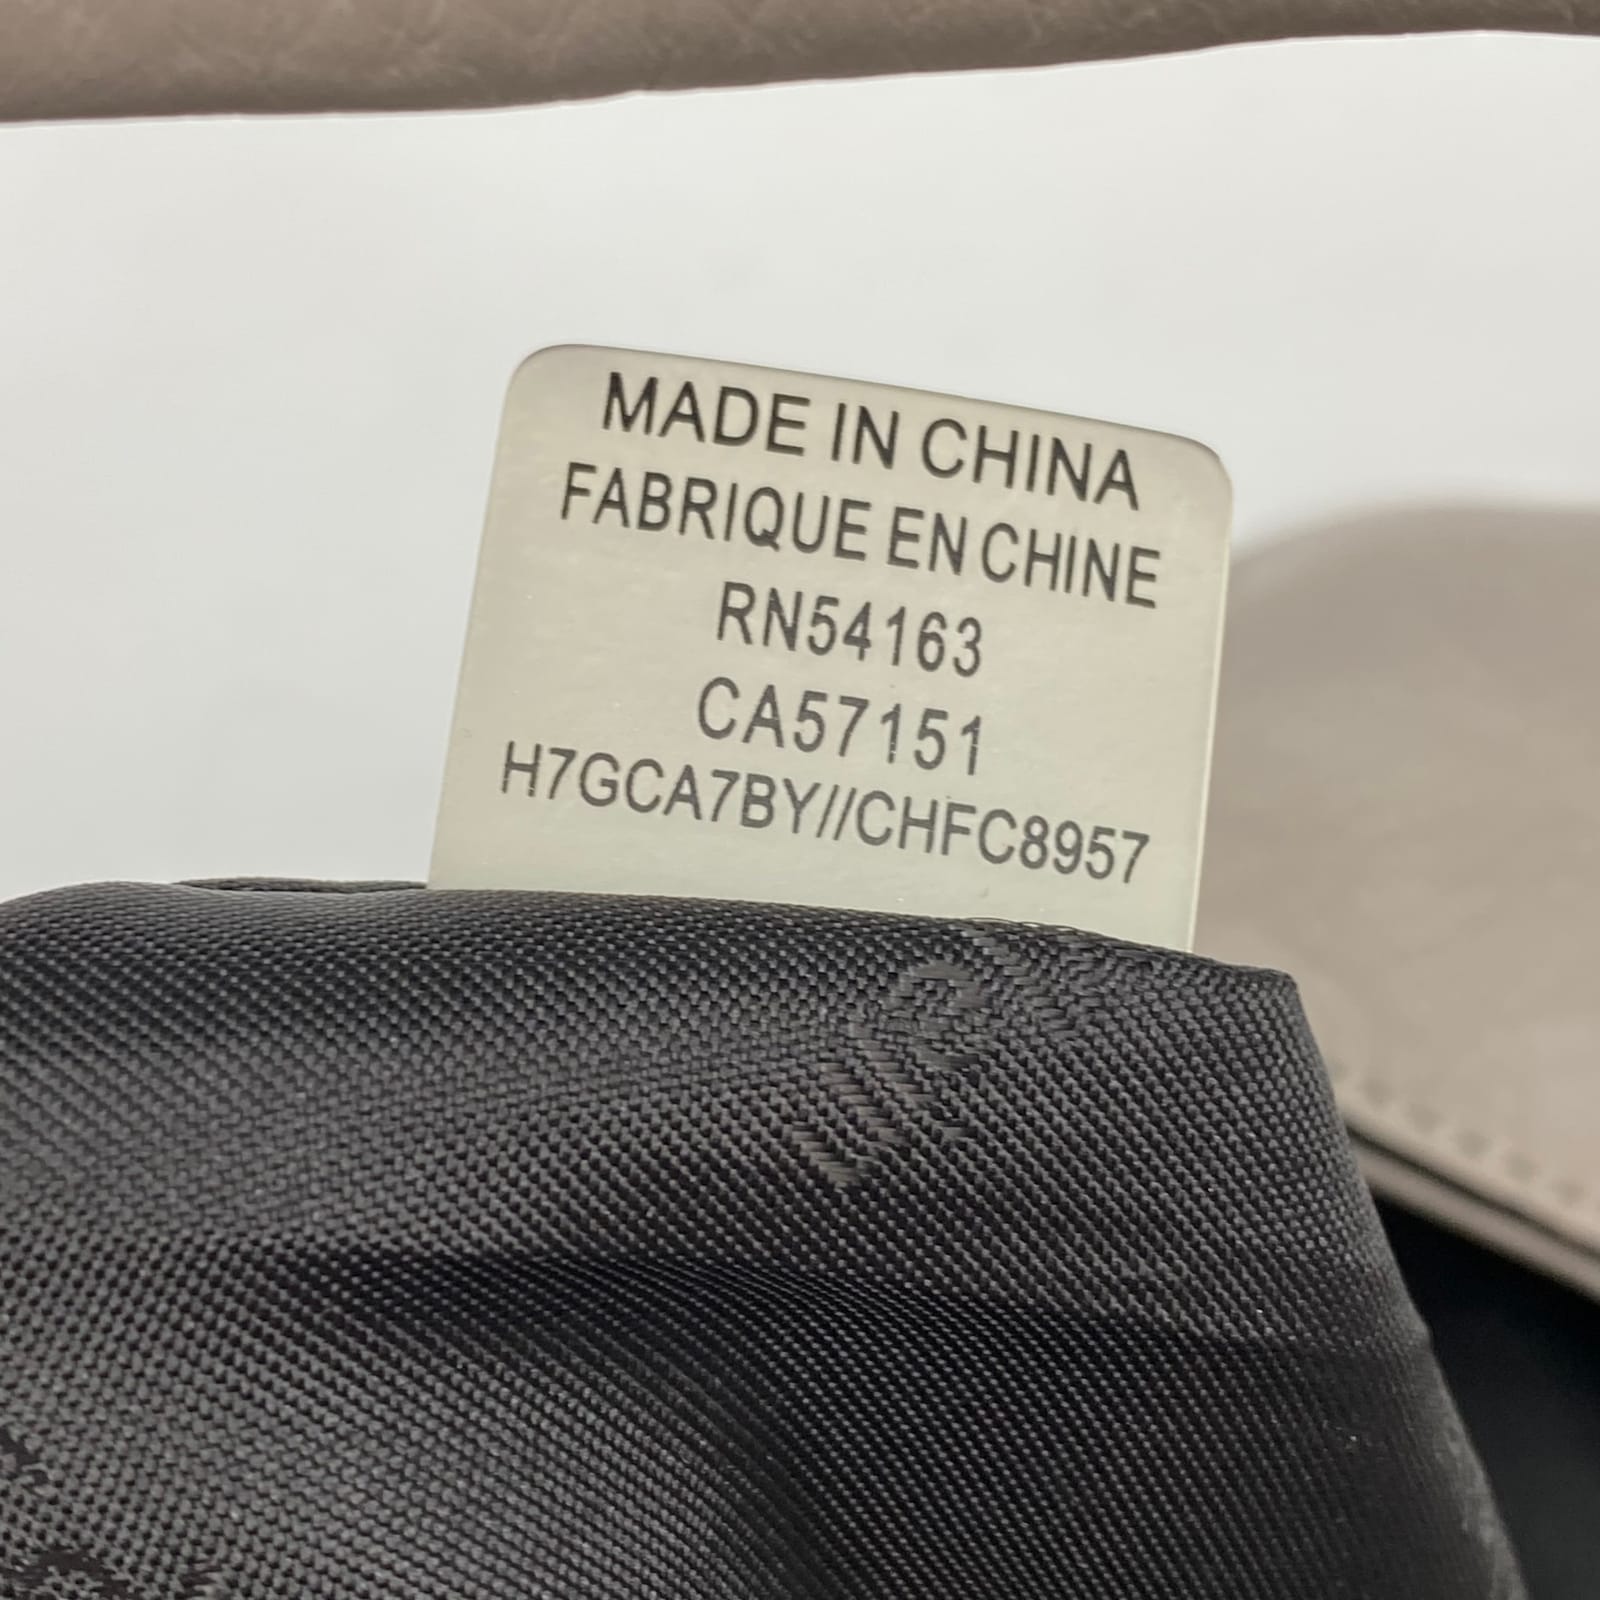 MADE IN CHINA
FABRIQUE EN CHINE
RN54163
CA57151
H7GCA7BY//CHFC8957